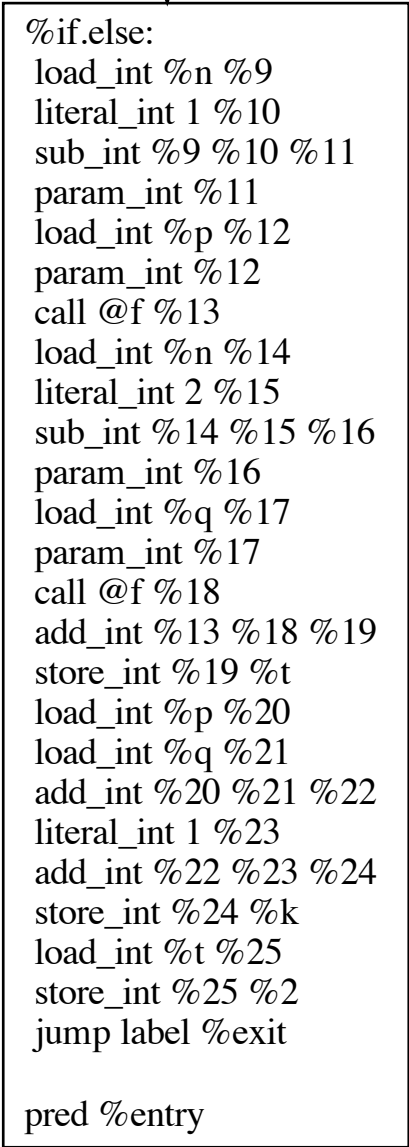 %if.else:
load_int %n %9
literal_int 1 %10
sub_int %9 %10 %11
param_int %11
load_int %p %12
param_int %12
call @f %13
load_int %n %14
literal_int 2 %15
sub_int %14 %15 %16
param_int %16
load_int %q %17
param_int %17
call @f %18
add_int %13 %18 %19
store_int %19 %t
load_int %p %20
load_int %q %21
add_int %20 %21 %22
literal_int 1 %23
add_int %22 %23 %24
store_int %24 %k
load_int %t %25
store_int %25 %2
jump label %exit
pred %entry